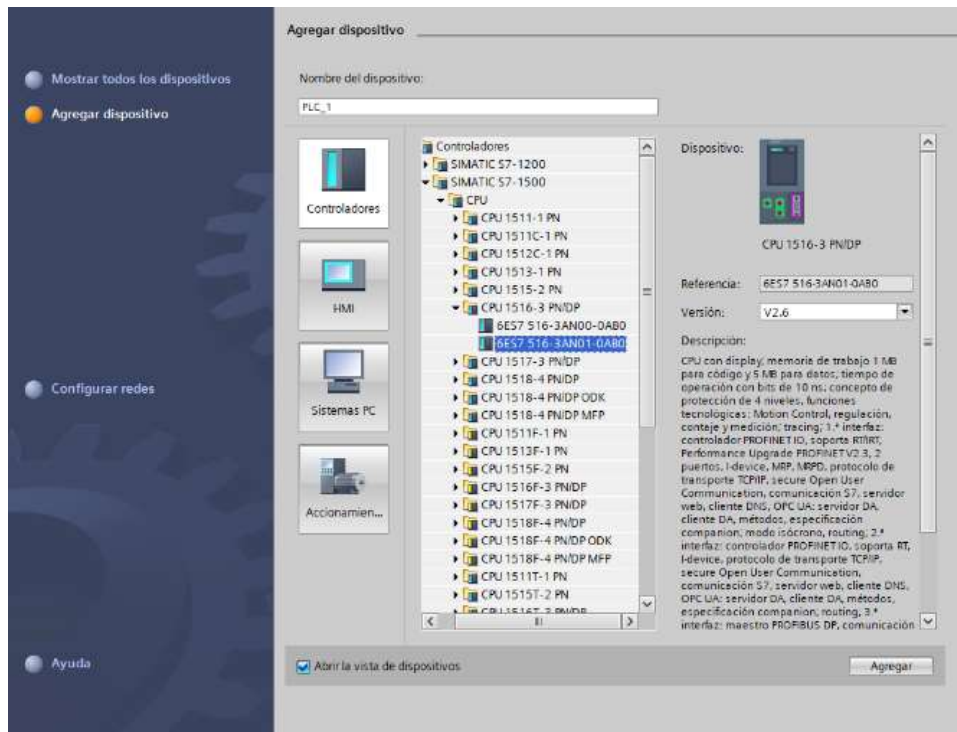 Agregar dispositivo
Mostrar todos los dispositivos
Agregar dispositivo
Configurar redes
Ayuda
Nombre del dispositivo:
PLC_1
Controladores
HMI
Sistemas PC
Accionamien...
Controladores
SIMATIC S7-1200
SIMATIC S7-1500
CPU
CPU 1511-1 PN
CPU 1511C-1 PN
CPU 1512C-1 PN
CPU 1513-1 PN
CPU 1515-2 PN
CPU 1516-3 PN/DP
6ES7 516-3AN00-0AB0
6ES7 516-3AN01-0AB0
CPU 1517-3 PN/DP
CPU 1518-4 PN/DP
CPU 1518-4 PN/DP ODK
CPU 1518-4 PN/DP MFP
CPU 1511F-1 PN
CPU 1513F-1 PN
CPU 1515F-2 PN
CPU 1516F-3 PN/DP
CPU 1517F-3 PN/DP
CPU 1518F-4 PN/DP
CPU 1518F-4 PN/DP ODK
CPU 1518F-4 PN/DP MFP
CPU 1511T-1 PN
CPU 1515T-2 PN
CPU 1516T-3 PN/DP
Dispositivo:
CPU 1516-3 PN/DP
Referencia:
6ES7 516-3AN01-0AB0
Versión:
V2.6
Descripción:
CPU con display; memoria de trabajo 1 MB
para código y 5 MB para datos; tiempo de
operación con bits de 10 ns; concepto de
protección de 4 niveles, funciones
tecnológicas: Motion Control, regulación,
contaje y medición; tracing; 1.ª interfaz:
controlador PROFINET IO, soporta RT/IRT,
Performance Upgrade PROFINET V2.3, 2
puertos, I-device, MRP, MRPD, protocolo de
transporte TCP/IP, secure Open User
Communication, comunicación S7, servidor
web, cliente DNS, OPC UA: servidor DA,
cliente DA, métodos, especificación
companion; modo isócrono, routing; 2.ª
interfaz: controlador PROFINET IO, soporta RT,
I-device, protocolo de transporte TCP/IP,
secure Open User Communication,
comunicación S7, servidor web, cliente DNS,
OPC UA: servidor DA, cliente DA, métodos,
especificación companion, routing, 3.ª
interfaz: maestro PROFIBUS DP, comunicación
Abrir la vista de dispositivos
Agregar